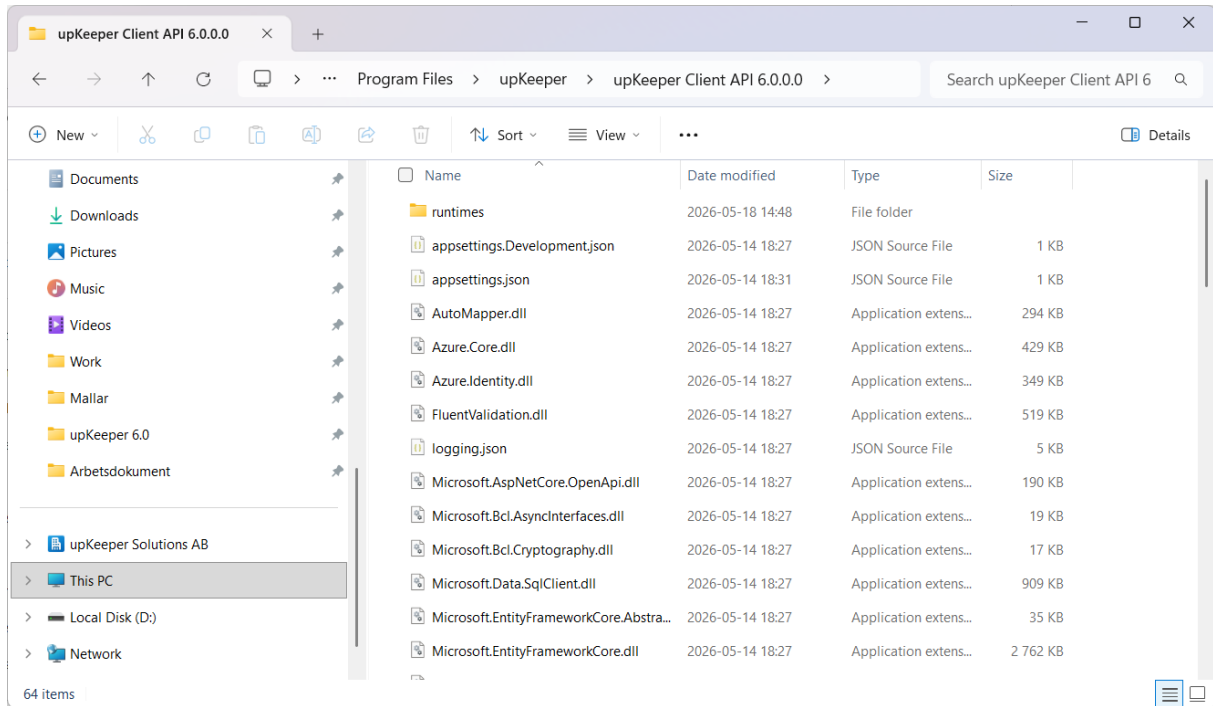 upKeeper Client API 6.0.0.0
Program Files > upKeeper > upKeeper Client API 6.0.0.0 >
Search upKeeper Client API 6
New
Sort
View
Details
Documents
Downloads
Pictures
Music
Videos
Work
Mallar
upKeeper 6.0
Arbetsdokument
upKeeper Solutions AB
This PC
Local Disk (D:)
Network
Name Date modified Type Size
runtimes 2026-05-18 14:48 File folder
appsettings.Development.json 2026-05-14 18:27 JSON Source File 1 KB
appsettings.json 2026-05-14 18:31 JSON Source File 1 KB
AutoMapper.dll 2026-05-14 18:27 Application extens... 294 KB
Azure.Core.dll 2026-05-14 18:27 Application extens... 429 KB
Azure.Identity.dll 2026-05-14 18:27 Application extens... 349 KB
FluentValidation.dll 2026-05-14 18:27 Application extens... 519 KB
logging.json 2026-05-14 18:27 JSON Source File 5 KB
Microsoft.AspNetCore.OpenApi.dll 2026-05-14 18:27 Application extens... 190 KB
Microsoft.Bcl.AsyncInterfaces.dll 2026-05-14 18:27 Application extens... 19 KB
Microsoft.Bcl.Cryptography.dll 2026-05-14 18:27 Application extens... 17 KB
Microsoft.Data.SqlClient.dll 2026-05-14 18:27 Application extens... 909 KB
Microsoft.EntityFrameworkCore.Abstra... 2026-05-14 18:27 Application extens... 35 KB
Microsoft.EntityFrameworkCore.dll 2026-05-14 18:27 Application extens... 2 762 KB
64 items